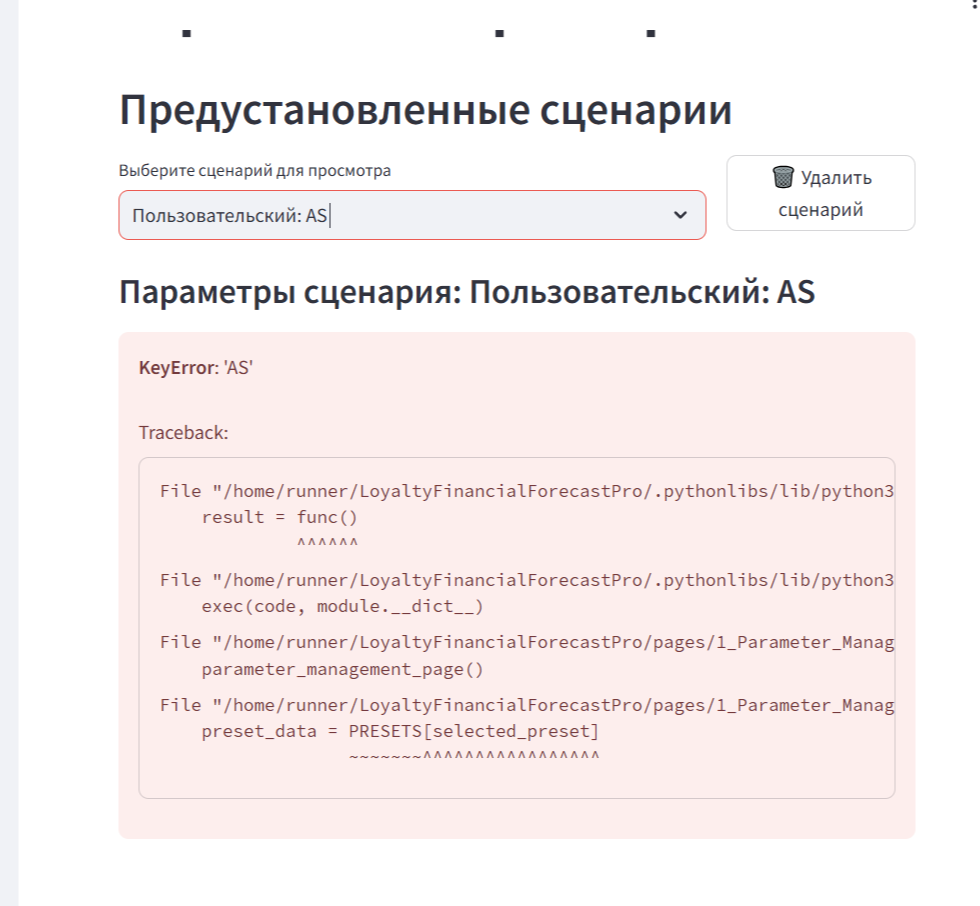 Предустановленные сценарии
Выберите сценарий для просмотра
Пользовательский: AS
🗑️ Удалить
сценарий
Параметры сценария: Пользовательский: AS
KeyError: 'AS'
Traceback:
File "/home/runner/LoyaltyFinancialForecastPro/.pythonlibs/lib/python3
result = func()
^^^^^^
File "/home/runner/LoyaltyFinancialForecastPro/.pythonlibs/lib/python3
exec(code, module.__dict__)
File "/home/runner/LoyaltyFinancialForecastPro/pages/1_Parameter_Manag
parameter_management_page()
File "/home/runner/LoyaltyFinancialForecastPro/pages/1_Parameter_Manag
preset_data = PRESETS[selected_preset]
~~~~~~~^^^^^^^^^^^^^^^^^